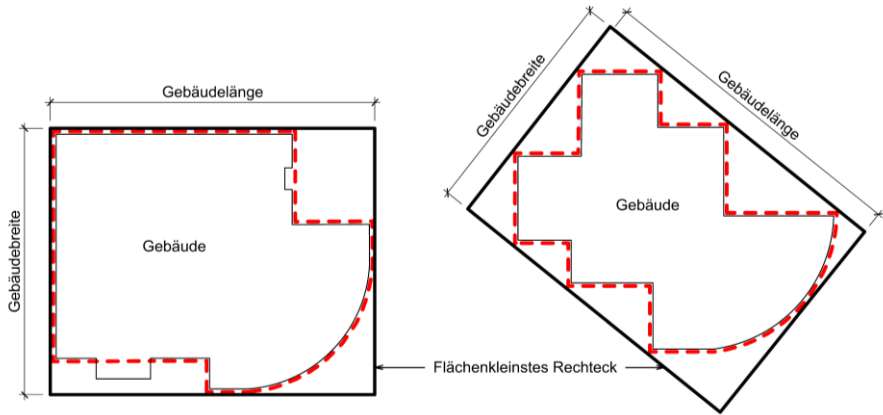 Gebäudelänge
Gebäudebreite
Gebäude
Gebäudebreite
Gebäudelänge
Gebäude
Flächenkleinstes Rechteck